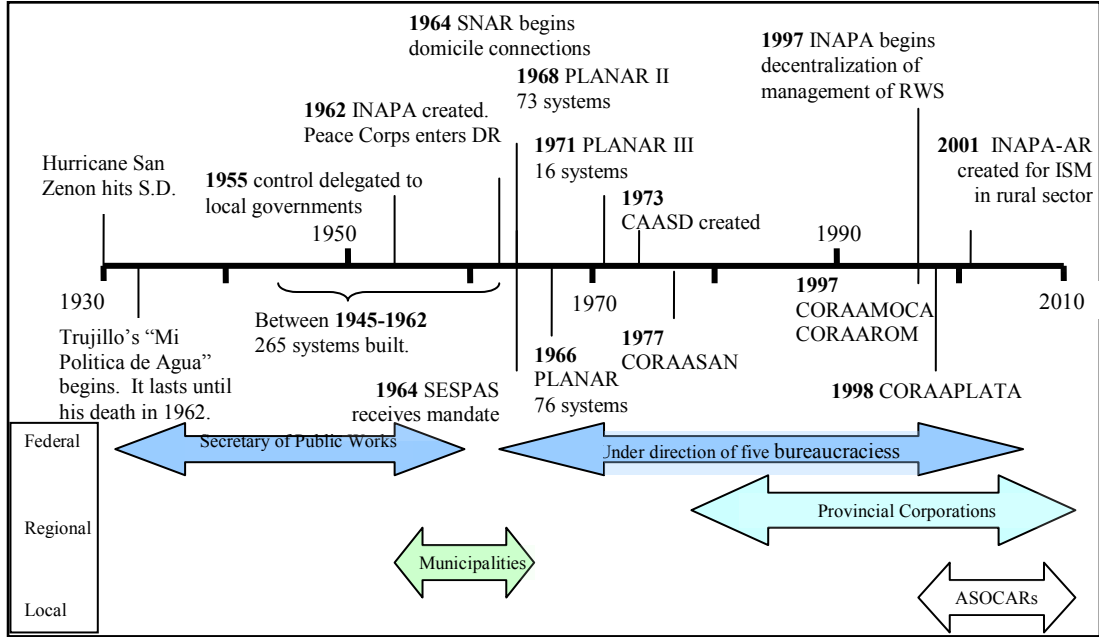 1964 SNAR begins
domicile connections
1997 INAPA begins
decentralization of
management of RWS
1968 PLANAR II
73 systems
1962 INAPA created.
Peace Corps enters DR
1971 PLANAR III
16 systems
2001 INAPA-AR
created for ISM
in rural sector
Hurricane San
Zenon hits S.D.
1955 control delegated to
local governments
1973
CAASD created
1950
1990
1930
1970
2010
Trujillo's "Mi
Politica de Agua"
begins. It lasts until
his death in 1962.
Between 1945-1962
265 systems built.
1964 SESPAS
receives mandate
1966
PLANAR
76 systems
1977
CORAASAN
1997
CORAAMOCA
CORAAROM
1998 CORAAPLATA
Federal
Secretary of Public Works
Under direction of five bureaucraciess
Provincial Corporations
Regional
Municipalities
Local
ASOCARs